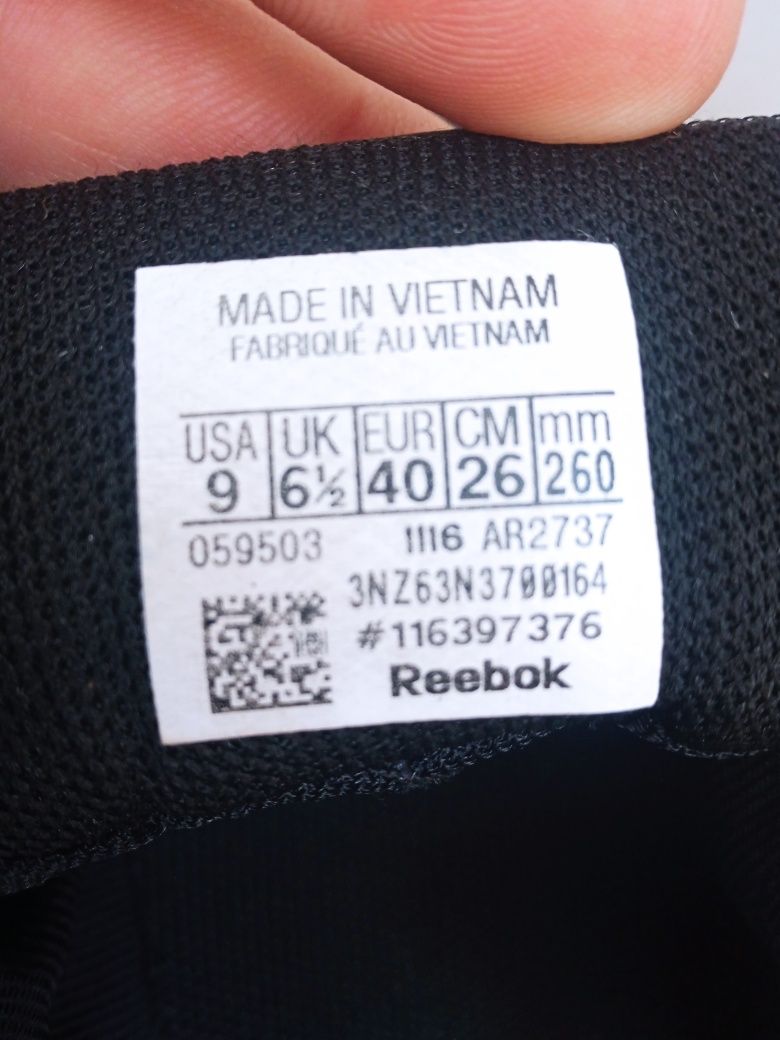 MADE IN VIETNAM
FABRIQUÉ AU VIETNAM
USA UK EUR CM mm
9 6½ 40 26 260
059503 1116 AR2737
3NZ63N3700164
#116397376
Reebok